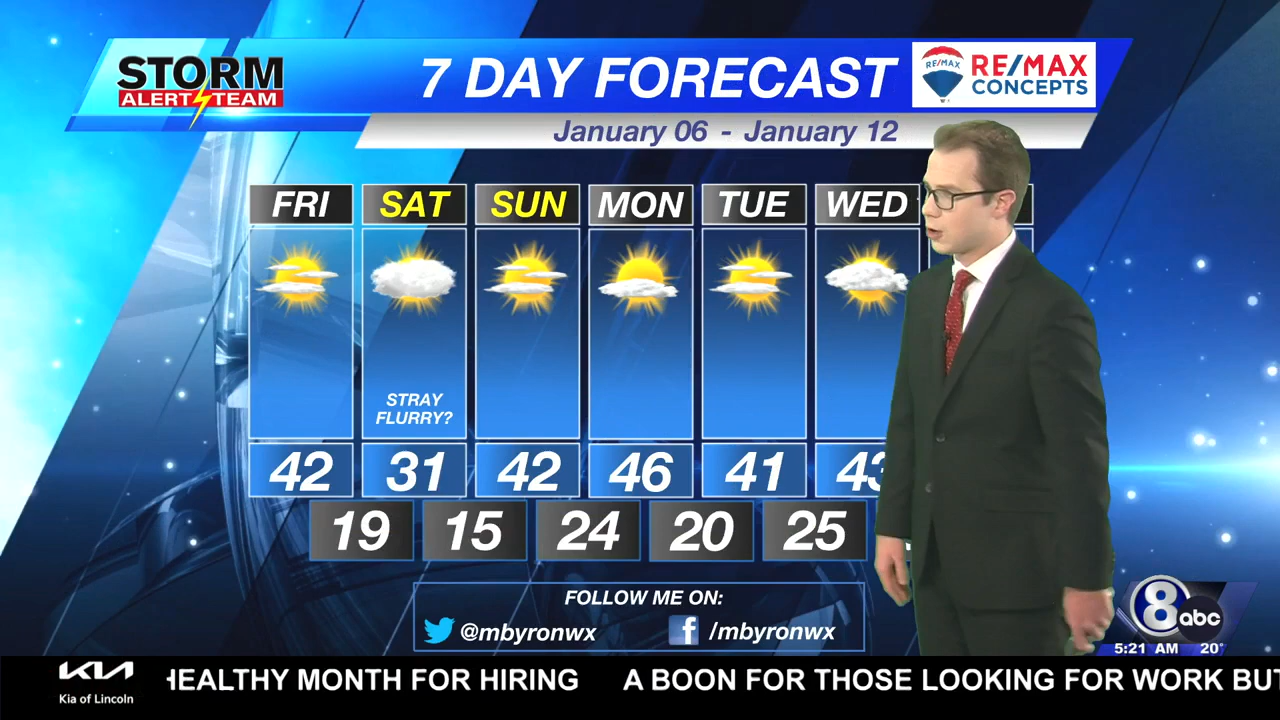 STORM
ALERT TEAM
7 DAY FORECAST
RE/MAX
RE/MAX
CONCEPTS
January 06 - January 12
FRI SAT SUN MON TUE WED
STRAY
FLURRY?
42 31 42 46 41 43
19 15 24 20 25
FOLLOW ME ON:
@mbyronwx /mbyronwx
8 abc
5:21 AM 20°
KIA
Kia of Lincoln
HEALTHY MONTH FOR HIRING A BOON FOR THOSE LOOKING FOR WORK BUT